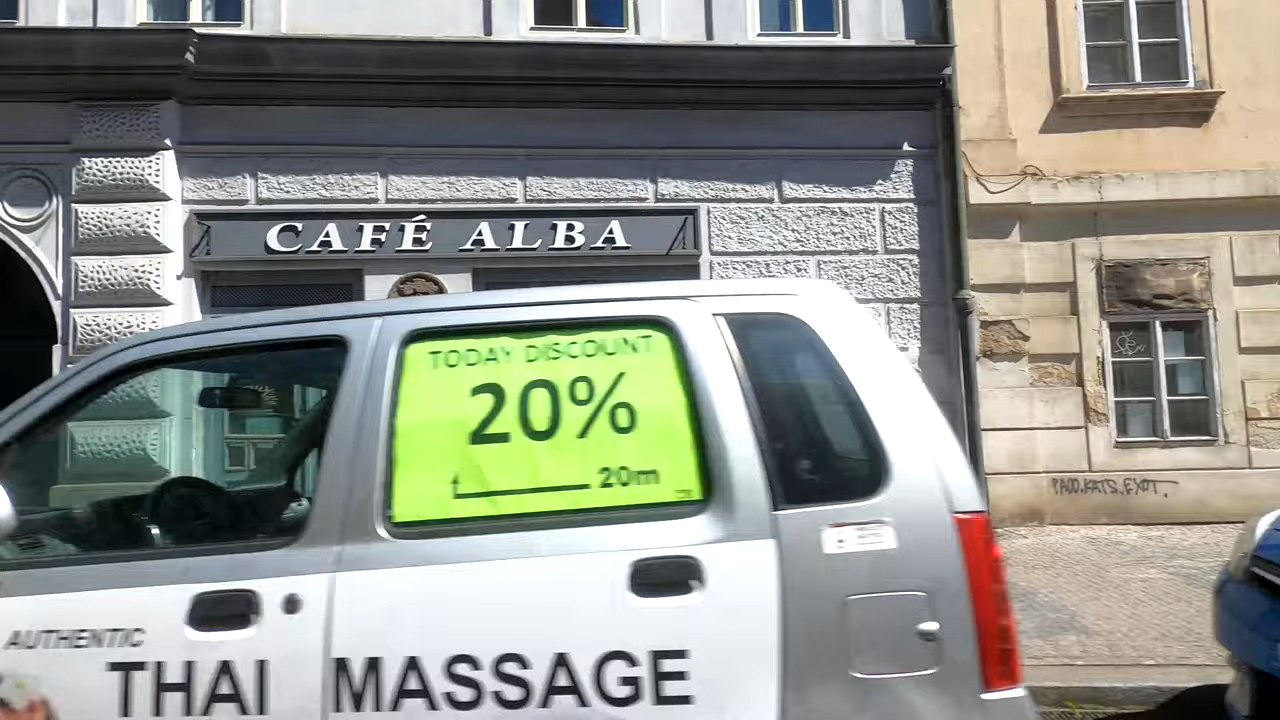 CAFÉ ALBA
TODAY DISCOUNT
20%
20m
AUTHENTIC
THAI MASSAGE